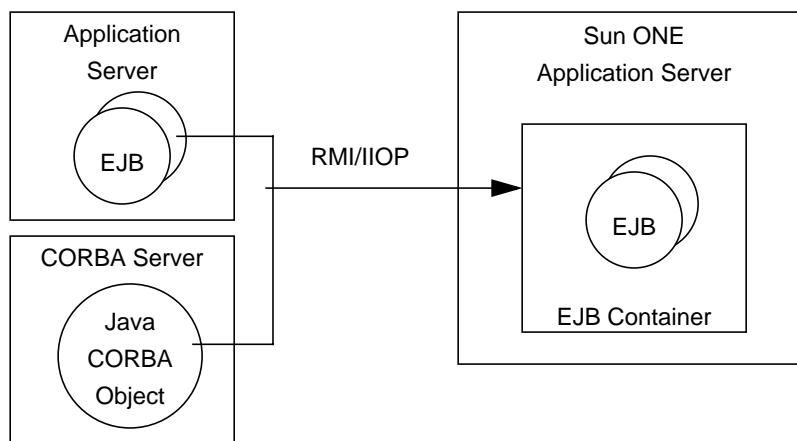 Application
Server
EJB
CORBA Server
Java
CORBA
Object
RMI/IIOP
Sun ONE
Application Server
EJB
EJB Container